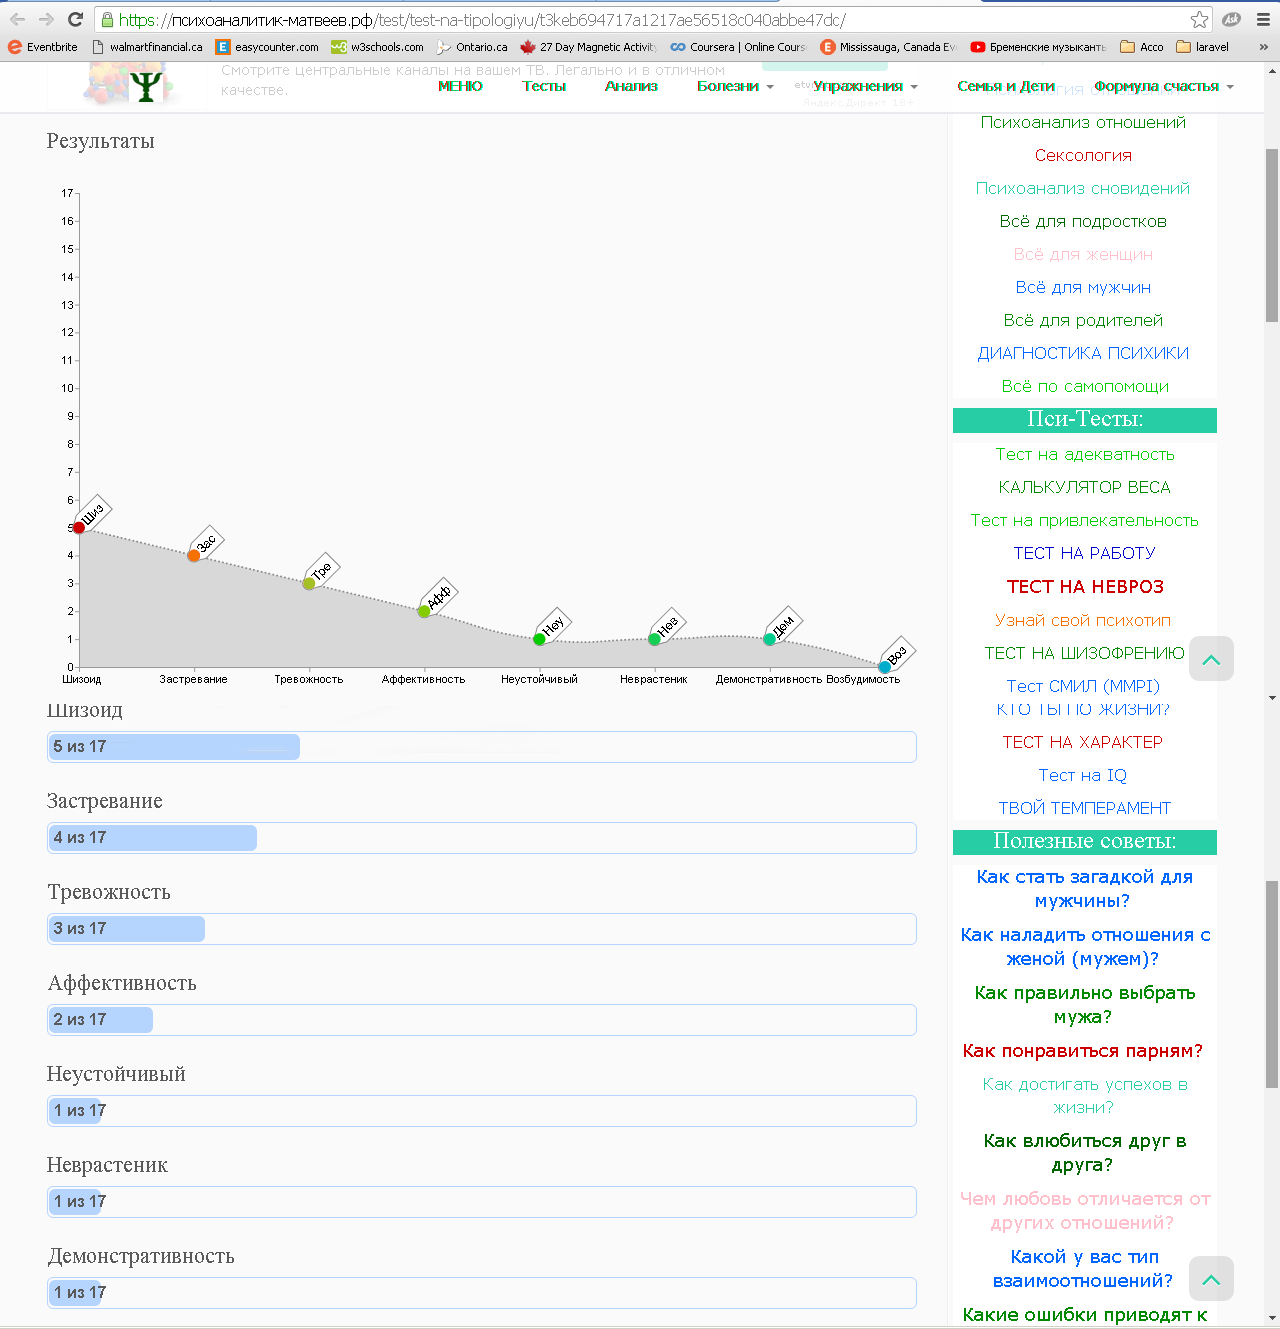 https://психоаналитик-матвеев.рф/test/test-na-tipologiyu/t3keb694717a1217ae56518c040abbe47dc/
Eventbrite
walmartfinancial.ca
easycounter.com
w3schools.com
Ontario.ca
27 Day Magnetic Activit
Coursera | Online Cour
Mississauga, Canada Ev
Бременские музыкант
Acco
laravel
»
Смотрите центральные каналы на вашем ТВ. Легально и в отличном
качестве.
МЕНЮ
Тесты
Анализ
Болезни
Упражнения
Семья и Дети
Формула счастья
Яндекс.Директ 18+
Результаты
17
16
15
14
13
12
11
10
9
8
7
6
5
4
3
2
1
0
Шиз
Зас
Тре
Афф
Неу
Нев
Дем
Воз
Шизоид
Застревание
Тревожность
Аффективность
Неустойчивый
Неврастеник
Демонстративность
Возбудимость
Шизоид
5 из 17
Застревание
4 из 17
Тревожность
3 из 17
Аффективность
2 из 17
Неустойчивый
1 из 17
Неврастеник
1 из 17
Демонстративность
1 из 17
Психоанализ отношений
Сексология
Психоанализ сновидений
Всё для подростков
Всё для женщин
Всё для мужчин
Всё для родителей
ДИАГНОСТИКА ПСИХИКИ
Всё по самопомощи
Пси-Тесты:
Тест на адекватность
КАЛЬКУЛЯТОР ВЕСА
Тест на привлекательность
ТЕСТ НА РАБОТУ
ТЕСТ НА НЕВРОЗ
Узнай свой психотип
ТЕСТ НА ШИЗОФРЕНИЮ
Тест СМИЛ (MMPI)
КТО ТЫ ПО ЖИЗНИ?
ТЕСТ НА ХАРАКТЕР
Тест на IQ
ТВОЙ ТЕМПЕРАМЕНТ
Полезные советы:
Как стать загадкой для
мужчины?
Как наладить отношения с
женой (мужем)?
Как правильно выбрать
мужа?
Как понравиться парням?
Как достигать успехов в
жизни?
Как влюбиться друг в
друга?
Чем любовь отличается от
других отношений?
Какой у вас тип
взаимоотношений?
Какие ошибки приводят к